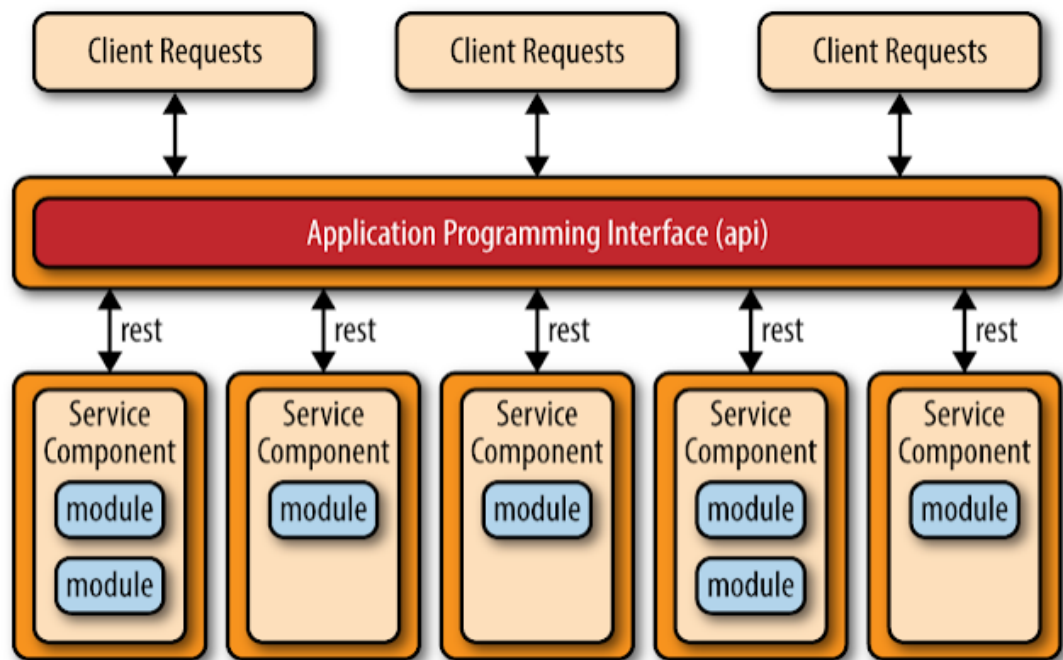 Client Requests
Client Requests
Client Requests
Application Programming Interface (api)
rest
rest
rest
rest
rest
Service
Component
module
module
Service
Component
module
Service
Component
module
Service
Component
module
module
Service
Component
module